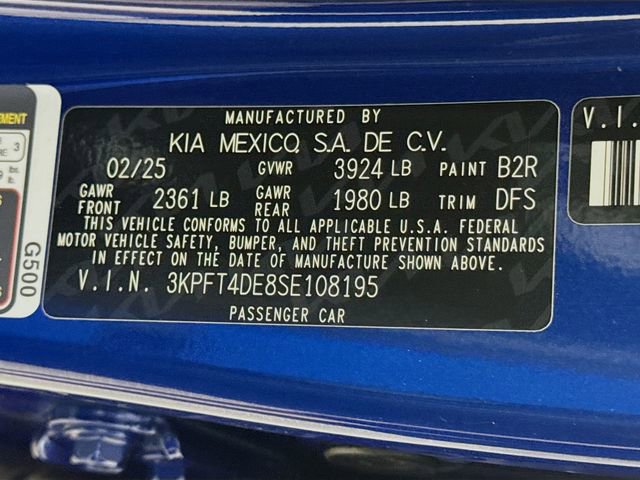 MANUFACTURED BY
KIA MEXICO, S.A. DE C.V.
02/25 GVWR 3924 LB PAINT B2R
GAWR FRONT 2361 LB GAWR REAR 1980 LB TRIM DFS
THIS VEHICLE CONFORMS TO ALL APPLICABLE U.S.A. FEDERAL
MOTOR VEHICLE SAFETY, BUMPER, AND THEFT PREVENTION STANDARDS
IN EFFECT ON THE DATE OF MANUFACTURE SHOWN ABOVE.
V.I.N. 3KPFT4DE8SE108195
PASSENGER CAR
G500
3
V.I.